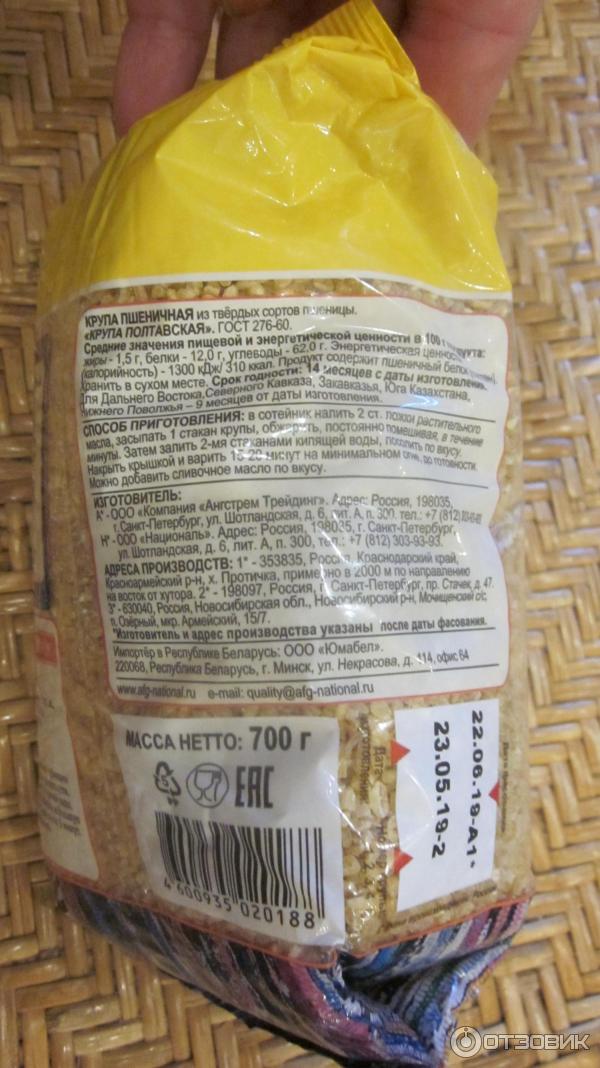 КРУПА ПШЕНИЧНАЯ из твёрдых сортов пшеницы.
«КРУПА ПОЛТАВСКАЯ». ГОСТ 276-60.
Средние значения пищевой и энергетической ценности в 100 г продукта:
жиры - 1,5 г, белки - 12,0 г, углеводы - 62,0 г. Энергетическая ценность
(калорийность) - 1300 кДж/ 310 ккал. Продукт содержит пшеничный белок
Хранить в сухом месте. Срок годности: 14 месяцев с даты изготовления.
Для Дальнего Востока, Северного Кавказа, Закавказья, Юга Казахстана,
Нижнего Поволжья – 9 месяцев от даты изготовления.
СПОСОБ ПРИГОТОВЛЕНИЯ: в сотейник налить 2 ст. ложки растительного
масла, засыпать 1 стакан крупы, обжарить, постоянно помешивая, в течение
минуты. Затем залить 2-мя стаканами кипящей воды, посолить по вкусу.
Накрыть крышкой и варить 15-20 минут на минимальном огне, до готовности.
Можно добавить сливочное масло по вкусу.
ИЗГОТОВИТЕЛЬ:
А* - ООО «Компания «Ангстрем Трейдинг». Адрес: Россия, 198035,
г. Санкт-Петербург, ул. Шотландская, д. 6, лит. А, п. 300. тел.: +7 (812)
Н* - ООО «Националь». Адрес: Россия, 198035, г. Санкт-Петербург,
ул. Шотландская, д. 6, лит. А, п. 300, тел.: +7 (812) 303-93-93.
АДРЕСА ПРОИЗВОДСТВ: 1* - 353835, Россия, Краснодарский край,
Красноармейский р-н, х. Протичка, примерно в 2000 м по направлению
на восток от хутора. 2* - 198097, Россия, г. Санкт-Петербург, пр. Стачек, д. 47.
3* - 630040, Россия, Новосибирская обл., Новосибирский р-н, Мочищенский о/с,
п. Озёрный, мкр. Армейский, 15/7.
*Изготовитель и адрес производства указаны после даты фасования.
Импортёр в Республике Беларусь: ООО «Юмабел».
220068, Республика Беларусь, г. Минск, ул. Некрасова, д. 114, офис 64
www.afg-national.ru e-mail: quality@afg-national.ru
МАССА НЕТТО: 700 г
EAC
4 600935 020188
Дата
изготовления:
23.05.19-2
22.06.19-А1*
ОТЗОВИК